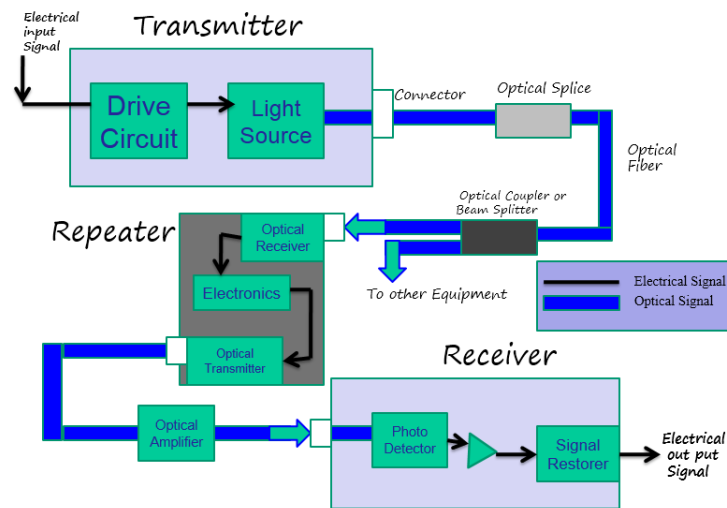 Electrical
input
Signal
Transmitter
Drive
Circuit
Light
Source
Connector
Optical Splice
Optical
Fiber
Optical Coupler or
Beam Splitter
Repeater
Optical
Receiver
Electronics
Optical
Transmitter
To other Equipment
Electrical Signal
Optical Signal
Receiver
Optical
Amplifier
Photo
Detector
Signal
Restorer
Electrical
out put
Signal